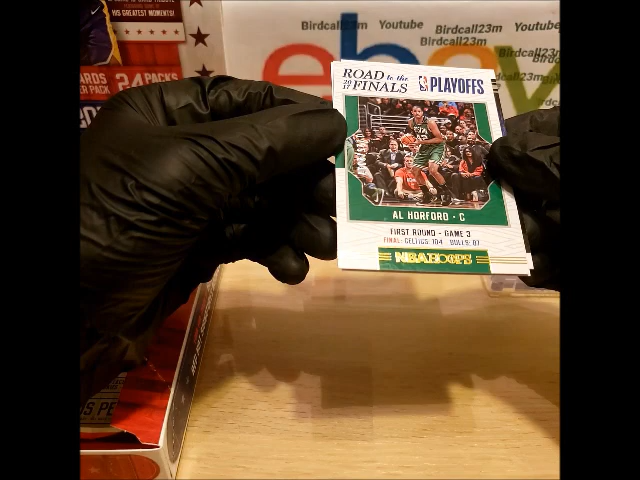 HIS GREATEST MOMENTS!
Birdcall23m Youtube Youtube
Birdcall23m
Birdcall23m
Birdcall23m
ebay
24 PACKS
ROAD to the 2017 FINALS
NBA PLAYOFFS
AL HORFORD · C
FIRST ROUND - GAME 3
FINAL: CELTICS: 104 BULLS: 87
NBA HOOPS